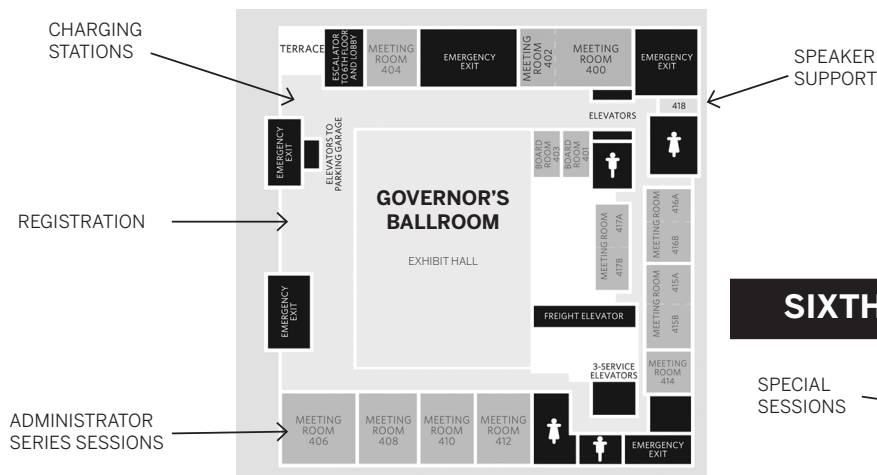 CHARGING
STATIONS
TERRACE
ESCALATOR
TO 6TH FLOOR
AND LOBBY
MEETING
ROOM
404
EMERGENCY
EXIT
MEETING
ROOM
402
MEETING
ROOM
400
EMERGENCY
EXIT
SPEAKER
SUPPORT
418
ELEVATORS
EMERGENCY
EXIT
ELEVATORS TO
PARKING GARAGE
BOARD
ROOM
403
BOARD
ROOM
401
GOVERNOR'S
BALLROOM
EXHIBIT HALL
REGISTRATION
MEETING ROOM
417A
417B
MEETING ROOM
416A
416B
MEETING ROOM
415A
415B
EMERGENCY
EXIT
FREIGHT ELEVATOR
SIXTH
3-SERVICE
ELEVATORS
MEETING
ROOM
414
SPECIAL
SESSIONS
ADMINISTRATOR
SERIES SESSIONS
MEETING
ROOM
406
MEETING
ROOM
408
MEETING
ROOM
410
MEETING
ROOM
412
EMERGENCY
EXIT